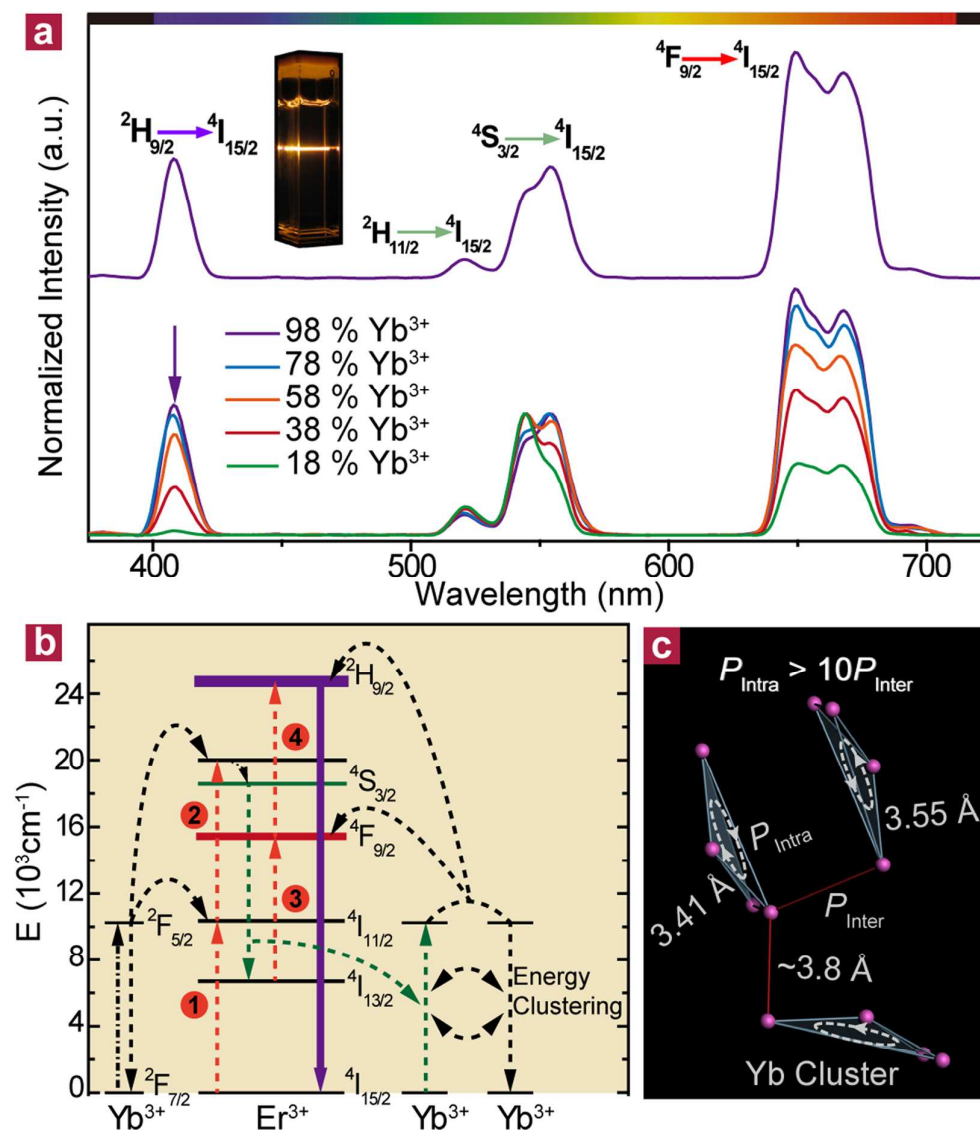 a
⁴F₉/₂ ⁴I₁₅/₂
²H₉/₂ ⁴I₁₅/₂
⁴S₃/₂ ⁴I₁₅/₂
²H₁₁/₂ ⁴I₁₅/₂
Normalized Intensity (a.u.)
98 % Yb³⁺
78 % Yb³⁺
58 % Yb³⁺
38 % Yb³⁺
18 % Yb³⁺
400 500 600 700
Wavelength (nm)
b
E (10³cm⁻¹)
24
20
16
12
8
4
0
²H₉/₂
4
⁴S₃/₂
2
⁴F₉/₂
3
²F₅/₂
⁴I₁₁/₂
⁴I₁₃/₂
1
Energy
Clustering
²F₇/₂
⁴I₁₅/₂
Yb³⁺ Er³⁺ Yb³⁺ Yb³⁺
c
P_Intra > 10P_Inter
3.55 Å
P_Intra
3.41 Å
P_Inter
~3.8 Å
Yb Cluster